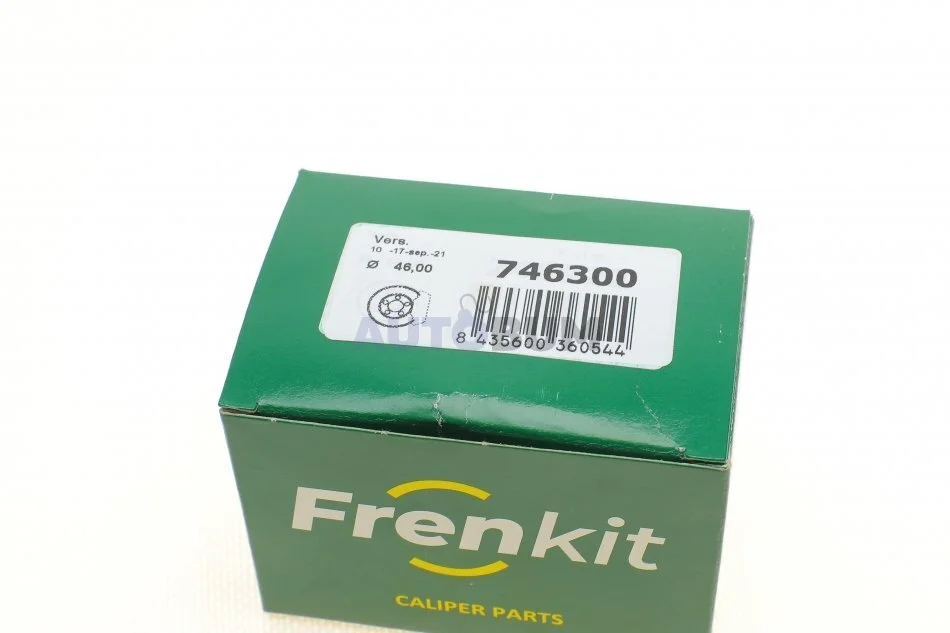 Vers.
10 -17-sep.-21
Ø 46,00
746300
8 435600 360544
Frenkit
CALIPER PARTS